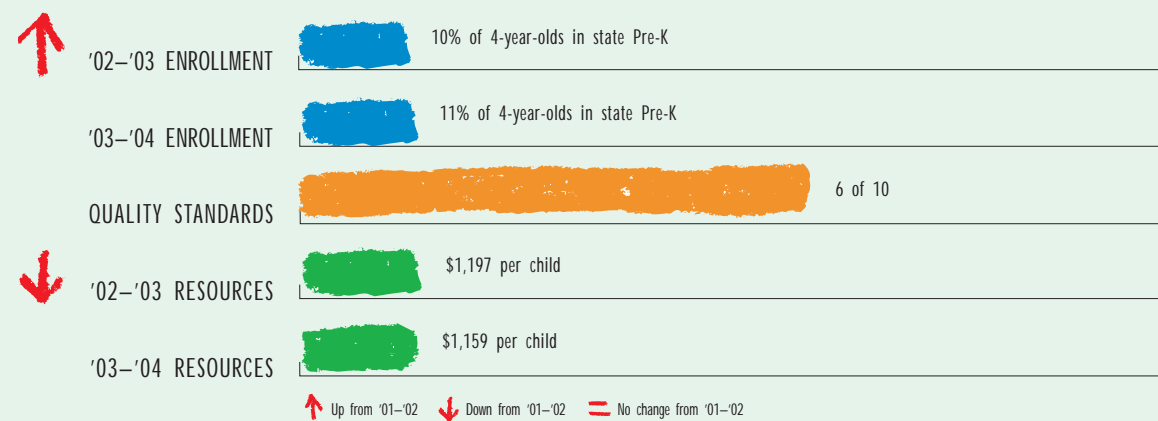 '02–'03 ENROLLMENT 10% of 4-year-olds in state Pre-K
'03–'04 ENROLLMENT 11% of 4-year-olds in state Pre-K
QUALITY STANDARDS 6 of 10
'02–'03 RESOURCES $1,197 per child
'03–'04 RESOURCES $1,159 per child
Up from '01–'02 Down from '01–'02 No change from '01–'02